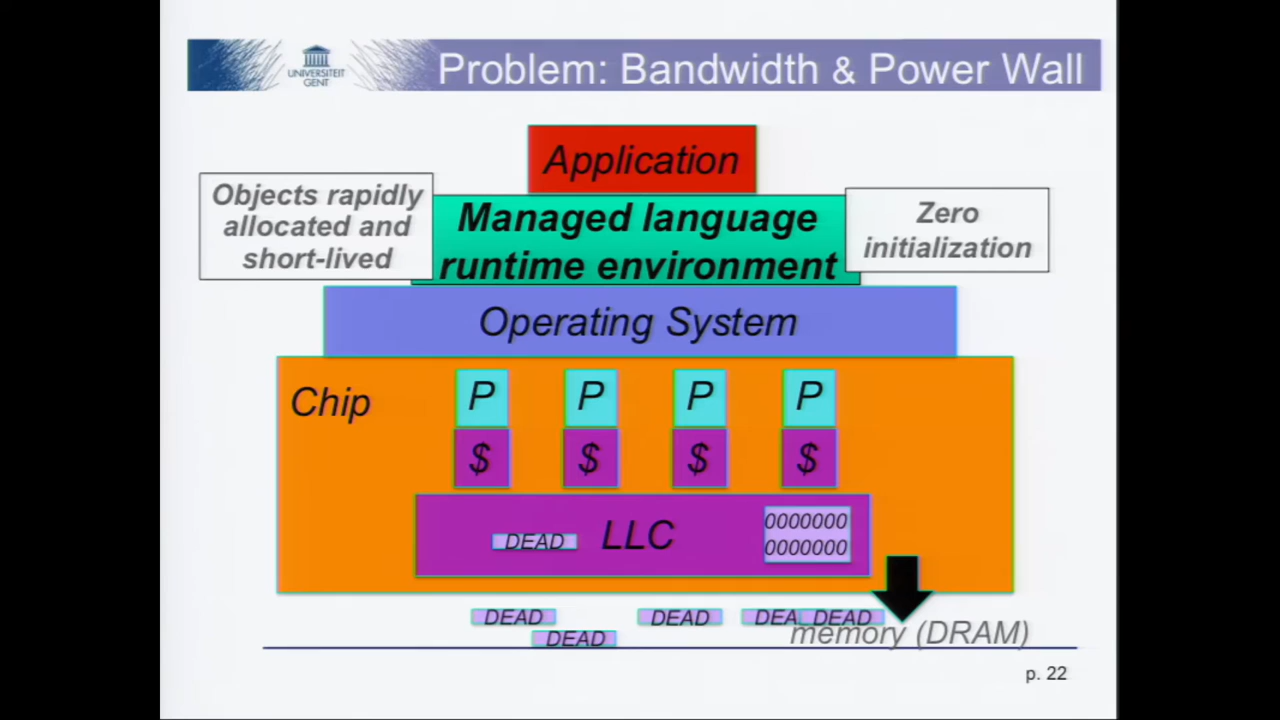 UNIVERSITEIT
GENT
Problem: Bandwidth & Power Wall
Application
Objects rapidly
allocated and
short-lived
Managed language
runtime environment
Zero
initialization
Operating System
Chip
P P P P
$ $ $ $
DEAD LLC
0000000
0000000
DEAD DEAD DEA DEAD
DEAD
memory (DRAM)
p. 22